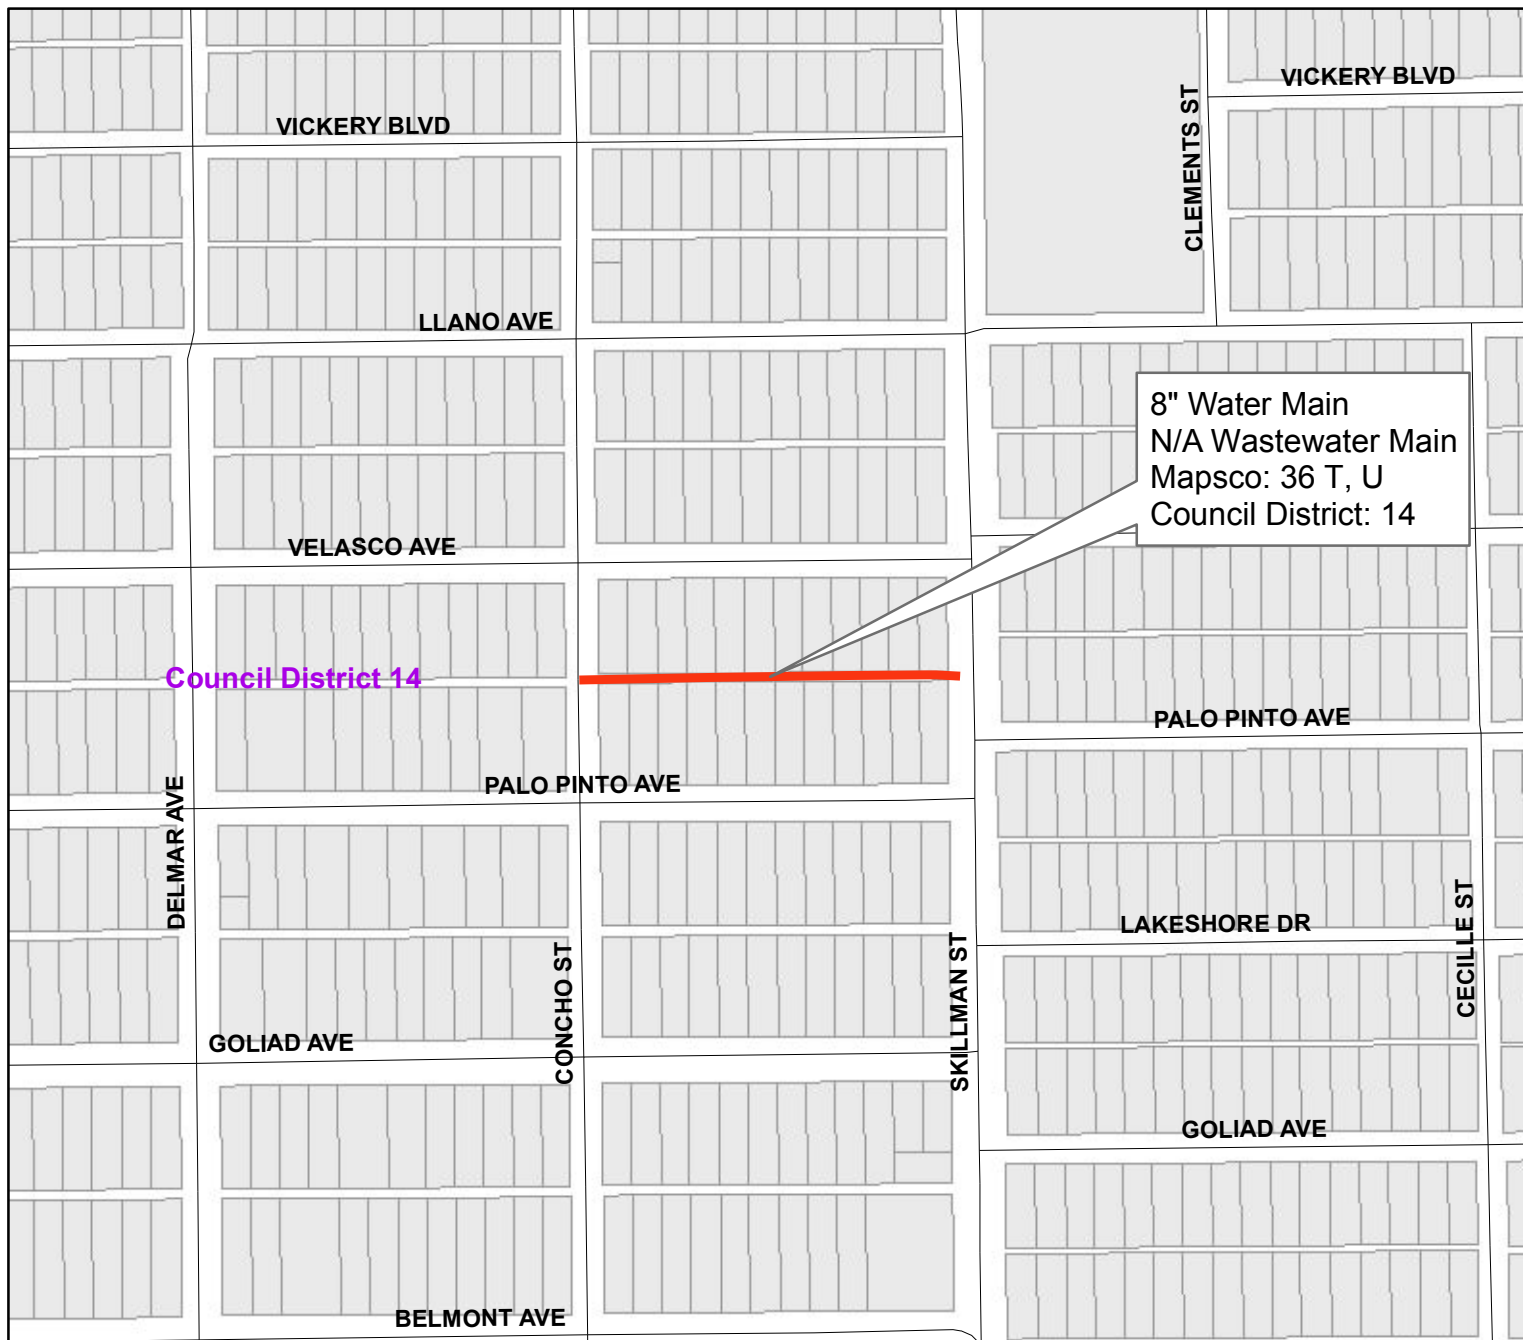 VICKERY BLVD
VICKERY BLVD
CLEMENTS ST
LLANO AVE
8" Water Main
N/A Wastewater Main
Mapsco: 36 T, U
Council District: 14
VELASCO AVE
Council District 14
PALO PINTO AVE
PALO PINTO AVE
DELMAR AVE
LAKESHORE DR
CECILLE ST
SKILLMAN ST
CONCHO ST
GOLIAD AVE
GOLIAD AVE
BELMONT AVE